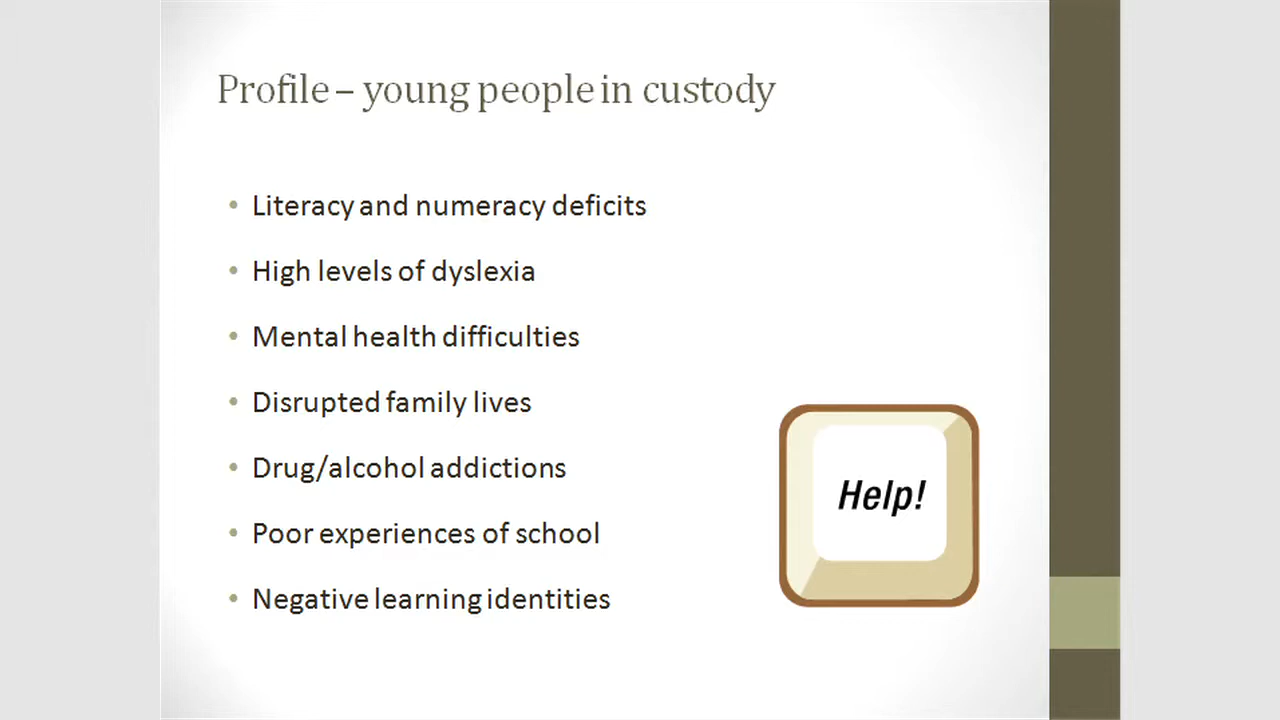 Profile – young people in custody
• Literacy and numeracy deficits
• High levels of dyslexia
• Mental health difficulties
• Disrupted family lives
• Drug/alcohol addictions
• Poor experiences of school
• Negative learning identities
Help!